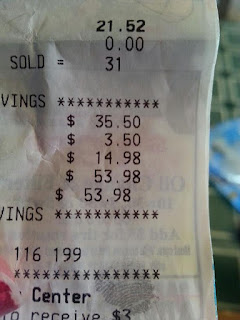 21.52
0.00
SOLD = 31
VINGS ***********
$ 35.50
$ 3.50
$ 14.98
$ 53.98
$ 53.98
VINGS ***********
116 199
***************
Center
to receive $3